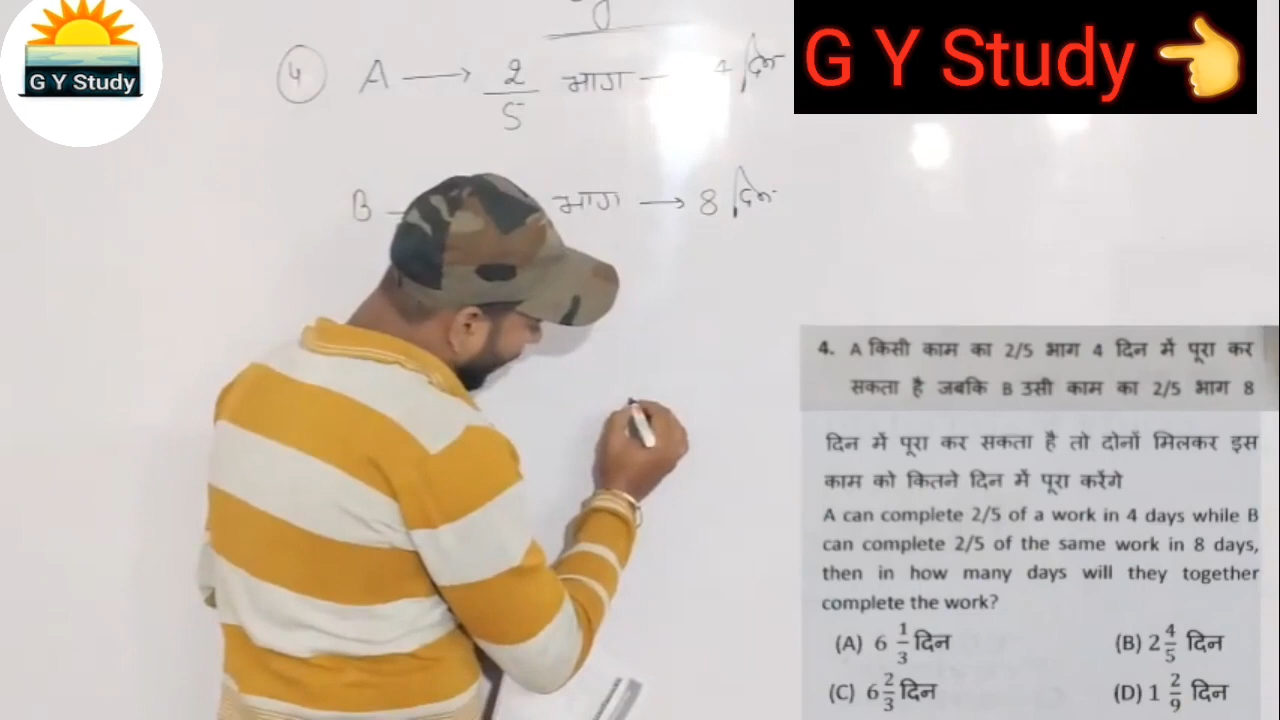 G Y Study
G Y Study
4 A → 2/5 भाग — 4 दिन
B — भाग → 8 दिन
4. A किसी काम का 2/5 भाग 4 दिन में पूरा कर
सकता है जबकि B उसी काम का 2/5 भाग 8
दिन में पूरा कर सकता है तो दोनों मिलकर इस
काम को कितने दिन में पूरा करेंगे
A can complete 2/5 of a work in 4 days while B
can complete 2/5 of the same work in 8 days,
then in how many days will they together
complete the work?
(A) 6 1/3 दिन (B) 2 4/5 दिन
(C) 6 2/3 दिन (D) 1 2/9 दिन